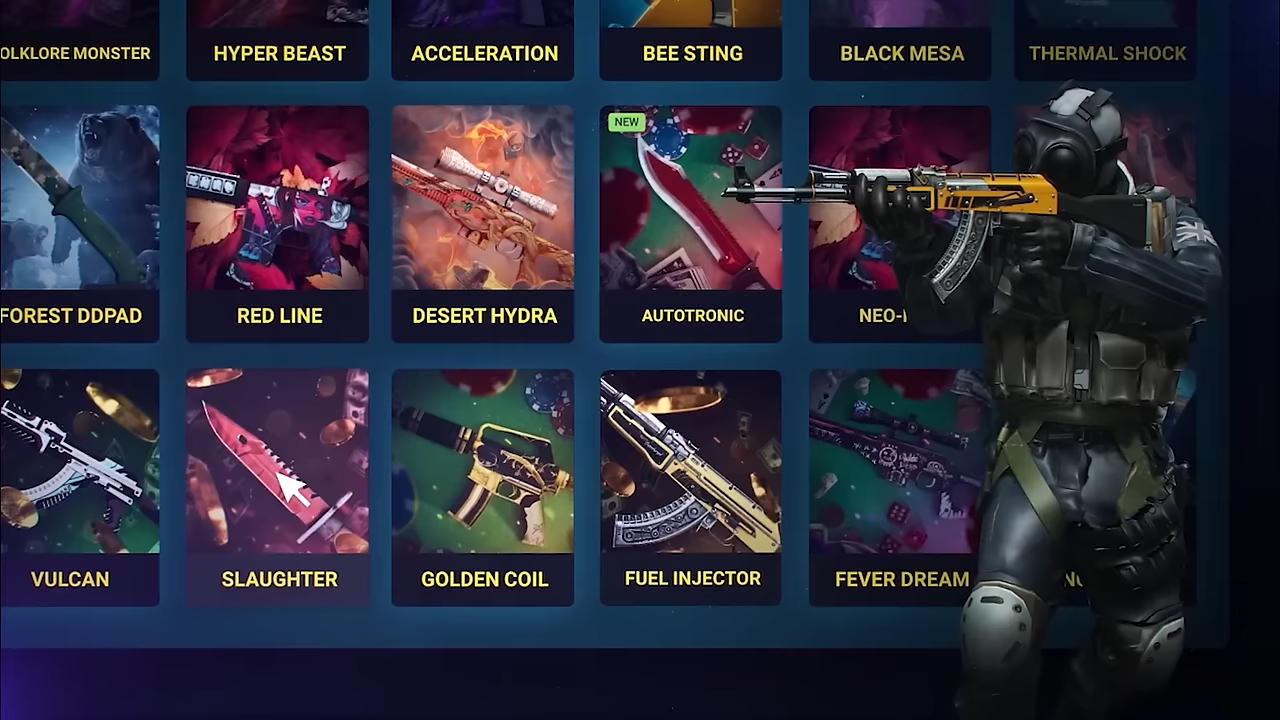 OLKLORE MONSTER
HYPER BEAST
ACCELERATION
BEE STING
BLACK MESA
THERMAL SHOCK
FOREST DDPAD
RED LINE
DESERT HYDRA
NEW
AUTOTRONIC
NEO-
VULCAN
SLAUGHTER
GOLDEN COIL
FUEL INJECTOR
FEVER DREAM